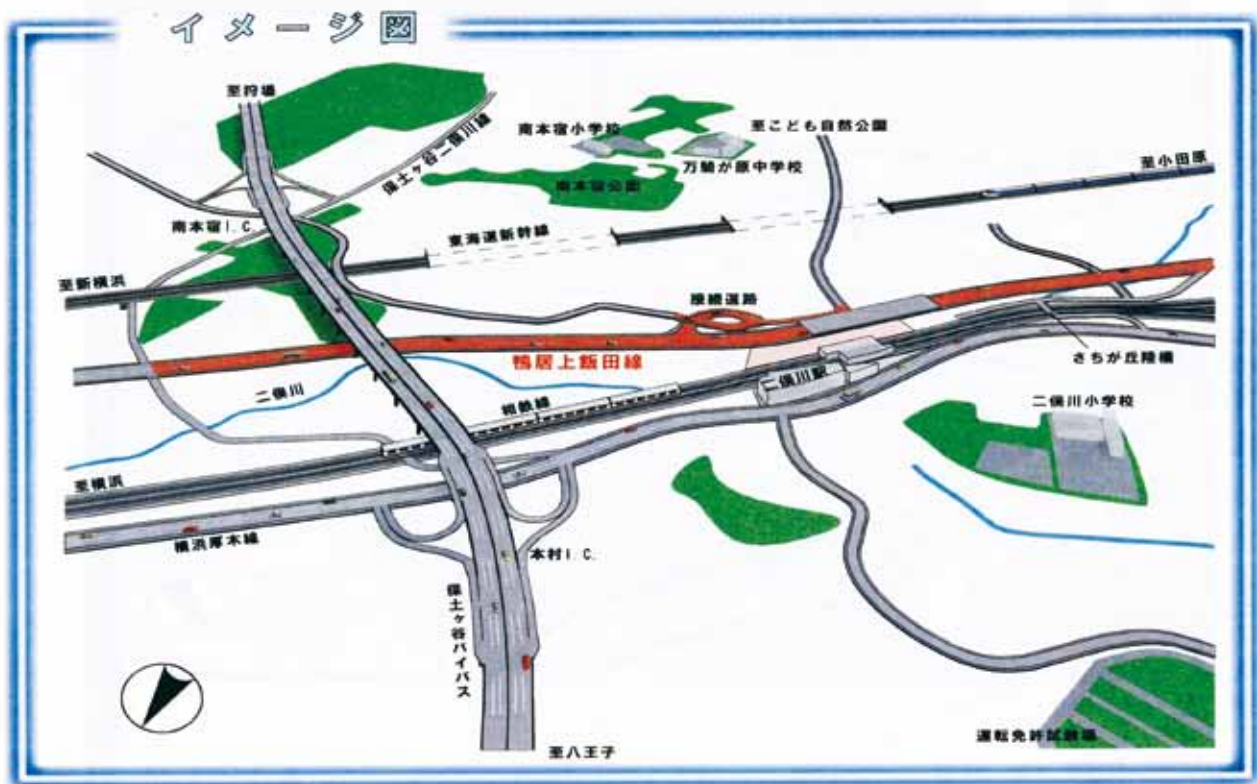 イメージ図
至狩場
保土ヶ谷二俣川線
南本宿小学校
至こども自然公園
万騎が原中学校
南本宿公園
至小田原
南本宿I.C.
東海道新幹線
至新横浜
接続道路
鴨居上飯田線
さちが丘陸橋
二俣川
相鉄線
二俣川駅
二俣川小学校
至横浜
横浜厚木線
本村I.C.
保土ヶ谷バイパス
至八王子
運転免許試験場